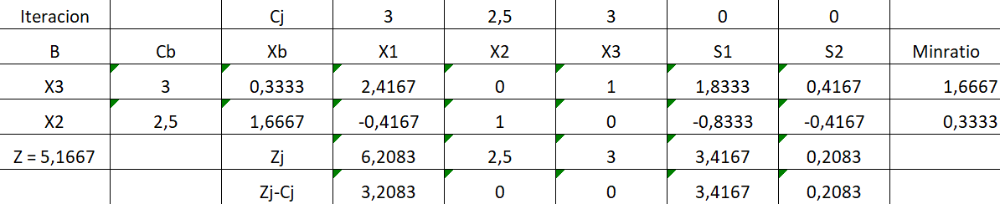 Iteracion Cj 3 2,5 3 0 0
B Cb Xb X1 X2 X3 S1 S2 Minratio
X3 3 0,3333 2,4167 0 1 1,8333 0,4167 1,6667
X2 2,5 1,6667 -0,4167 1 0 -0,8333 -0,4167 0,3333
Z = 5,1667 Zj 6,2083 2,5 3 3,4167 0,2083
Zj-Cj 3,2083 0 0 3,4167 0,2083